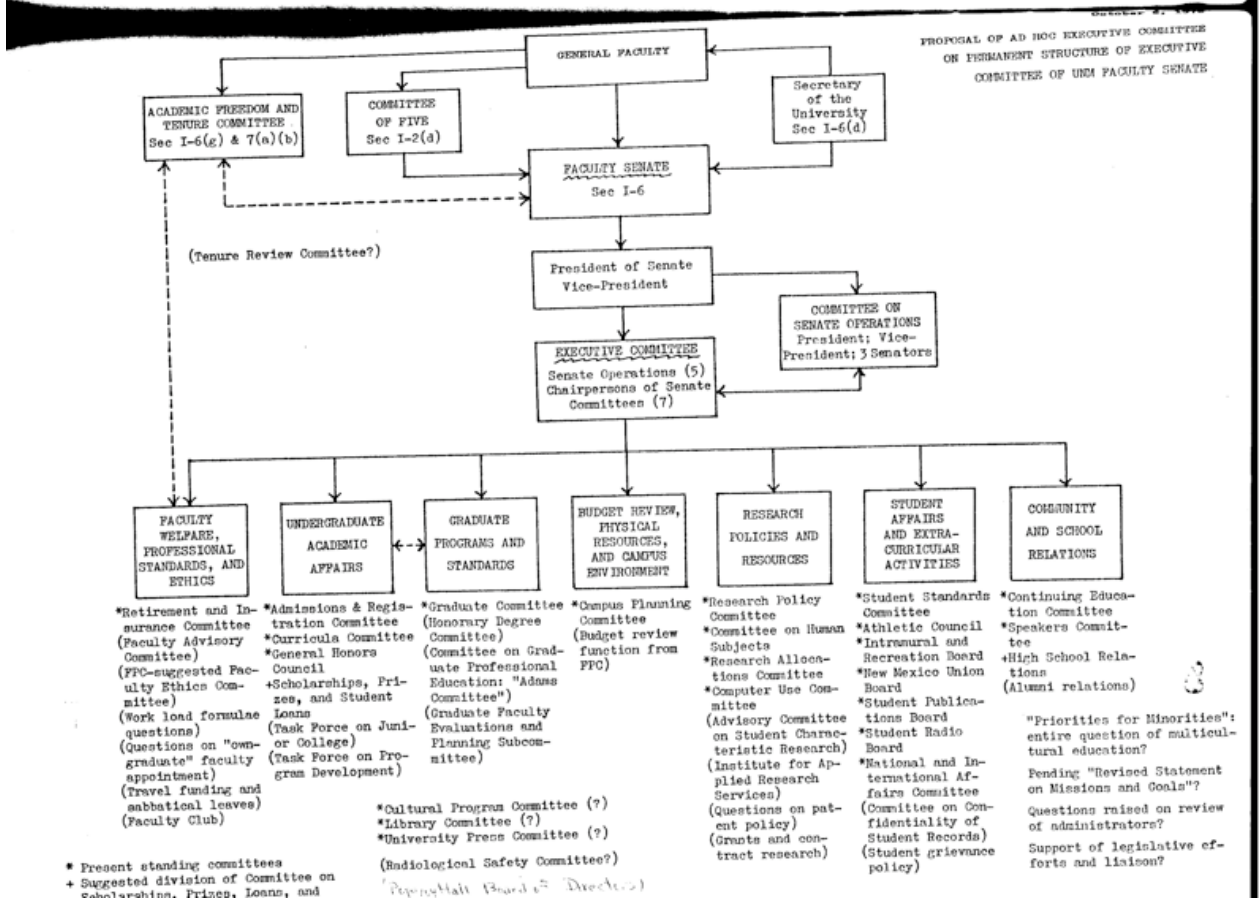 PROPOSAL OF AD HOC EXECUTIVE COMMITTEE
ON PERMANENT STRUCTURE OF EXECUTIVE
COMMITTEE OF UNM FACULTY SENATE
GENERAL FACULTY
ACADEMIC FREEDOM AND
TENURE COMMITTEE
Sec I-6(g) & 7(a)(b)
COMMITTEE
OF FIVE
Sec I-2(d)
Secretary
of the
University
Sec I-6(d)
FACULTY SENATE
Sec I-6
(Tenure Review Committee?)
President of Senate
Vice-President
COMMITTEE ON
SENATE OPERATIONS
President; Vice-
President; 3 Senators
EXECUTIVE COMMITTEE
Senate Operations (5)
Chairpersons of Senate
Committees (7)
FACULTY
WELFARE,
PROFESSIONAL
STANDARDS, AND
ETHICS
*Retirement and In-
surance Committee
(Faculty Advisory
Committee)
(FPC-suggested Fac-
ulty Ethics Com-
mittee)
(Work load formulae
questions)
(Questions on "own-
graduate" faculty
appointment)
(Travel funding and
sabbatical leaves)
(Faculty Club)
UNDERGRADUATE
ACADEMIC
AFFAIRS
*Admissions & Regis-
tration Committee
*Curricula Committee
*General Honors
Council
+Scholarships, Pri-
zes, and Student
Loans
(Task Force on Juni-
or College)
(Task Force on Pro-
gram Development)
GRADUATE
PROGRAMS AND
STANDARDS
*Graduate Committee
(Honorary Degree
Committee)
(Committee on Grad-
uate Professional
Education: "Adams
Committee")
(Graduate Faculty
Evaluations and
Planning Subcom-
mittee)
BUDGET REVIEW,
PHYSICAL
RESOURCES,
AND CAMPUS
ENVIRONMENT
*Campus Planning
Committee
(Budget review
function from
FPC)
RESEARCH
POLICIES AND
RESOURCES
*Research Policy
Committee
*Committee on Human
Subjects
*Research Alloca-
tions Committee
*Computer Use Com-
mittee
(Advisory Committee
on Student Charac-
teristic Research)
(Institute for Ap-
plied Research
Services)
(Questions on pat-
ent policy)
(Grants and con-
tract research)
STUDENT
AFFAIRS
AND EXTRA-
CURRICULAR
ACTIVITIES
*Student Standards
Committee
*Athletic Council
*Intramural and
Recreation Board
*New Mexico Union
Board
*Student Publica-
tions Board
*Student Radio
Board
*National and In-
ternational Af-
fairs Committee
(Committee on Con-
fidentiality of
Student Records)
(Student grievance
policy)
COMMUNITY
AND SCHOOL
RELATIONS
*Continuing Educa-
tion Committee
*Speakers Commit-
tee
+High School Rela-
tions
(Alumni relations)
"Priorities for Minorities":
entire question of multicul-
tural education?
Pending "Revised Statement
on Missions and Goals"?
Questions raised on review
of administrators?
Support of legislative ef-
forts and liaison?
*Cultural Program Committee (?)
*Library Committee (?)
*University Press Committee (?)
(Radiological Safety Committee?)
* Present standing committees
+ Suggested division of Committee on
Scholarships, Prizes, Loans, and